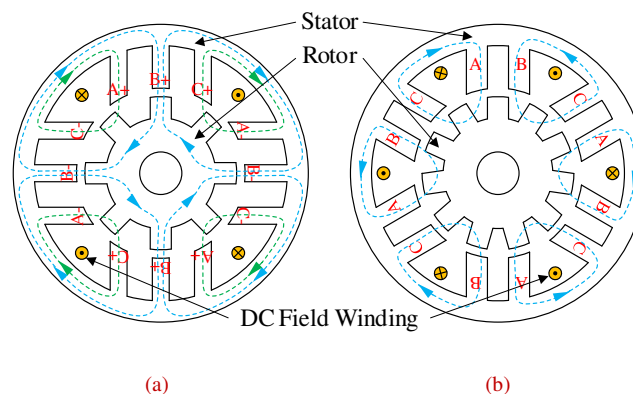 Stator
Rotor
A+ B+ C+
C- A-
B- B-
A- C-
C+ B+ A+
A B
C C
B A
A B
C C
B A
DC Field Winding
(a) (b)